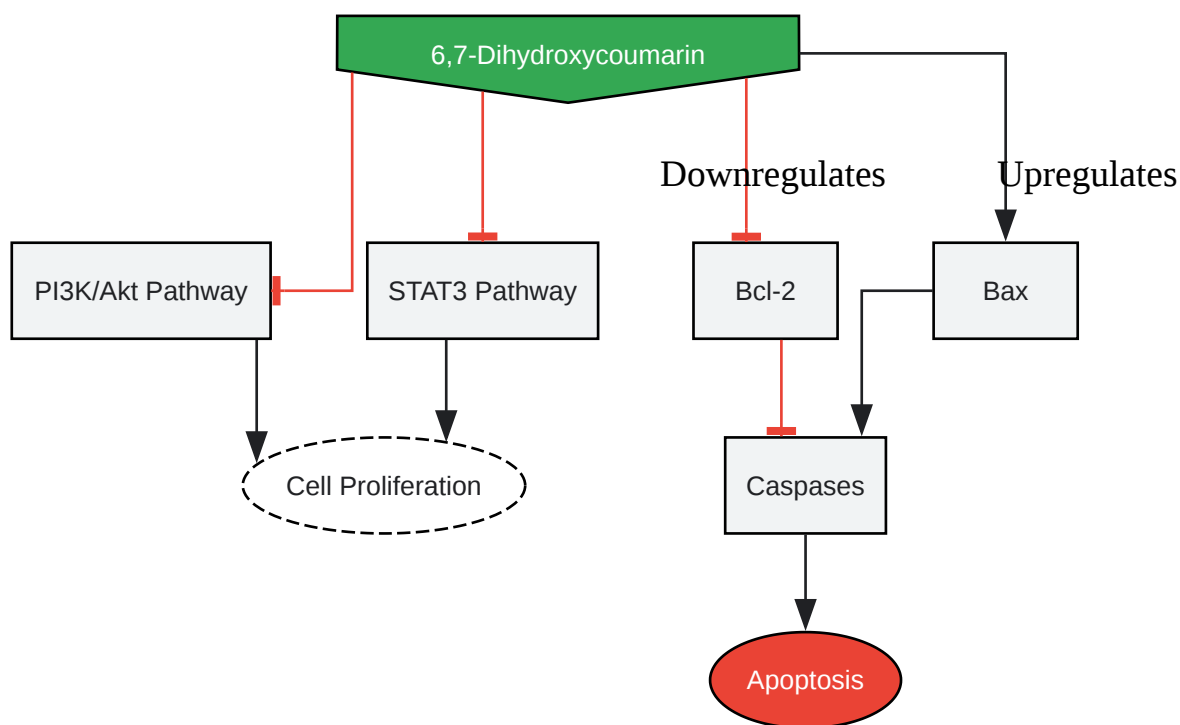 6,7-Dihydroxycoumarin
Downregulates
Upregulates
PI3K/Akt Pathway
STAT3 Pathway
Bcl-2
Bax
Cell Proliferation
Caspases
Apoptosis